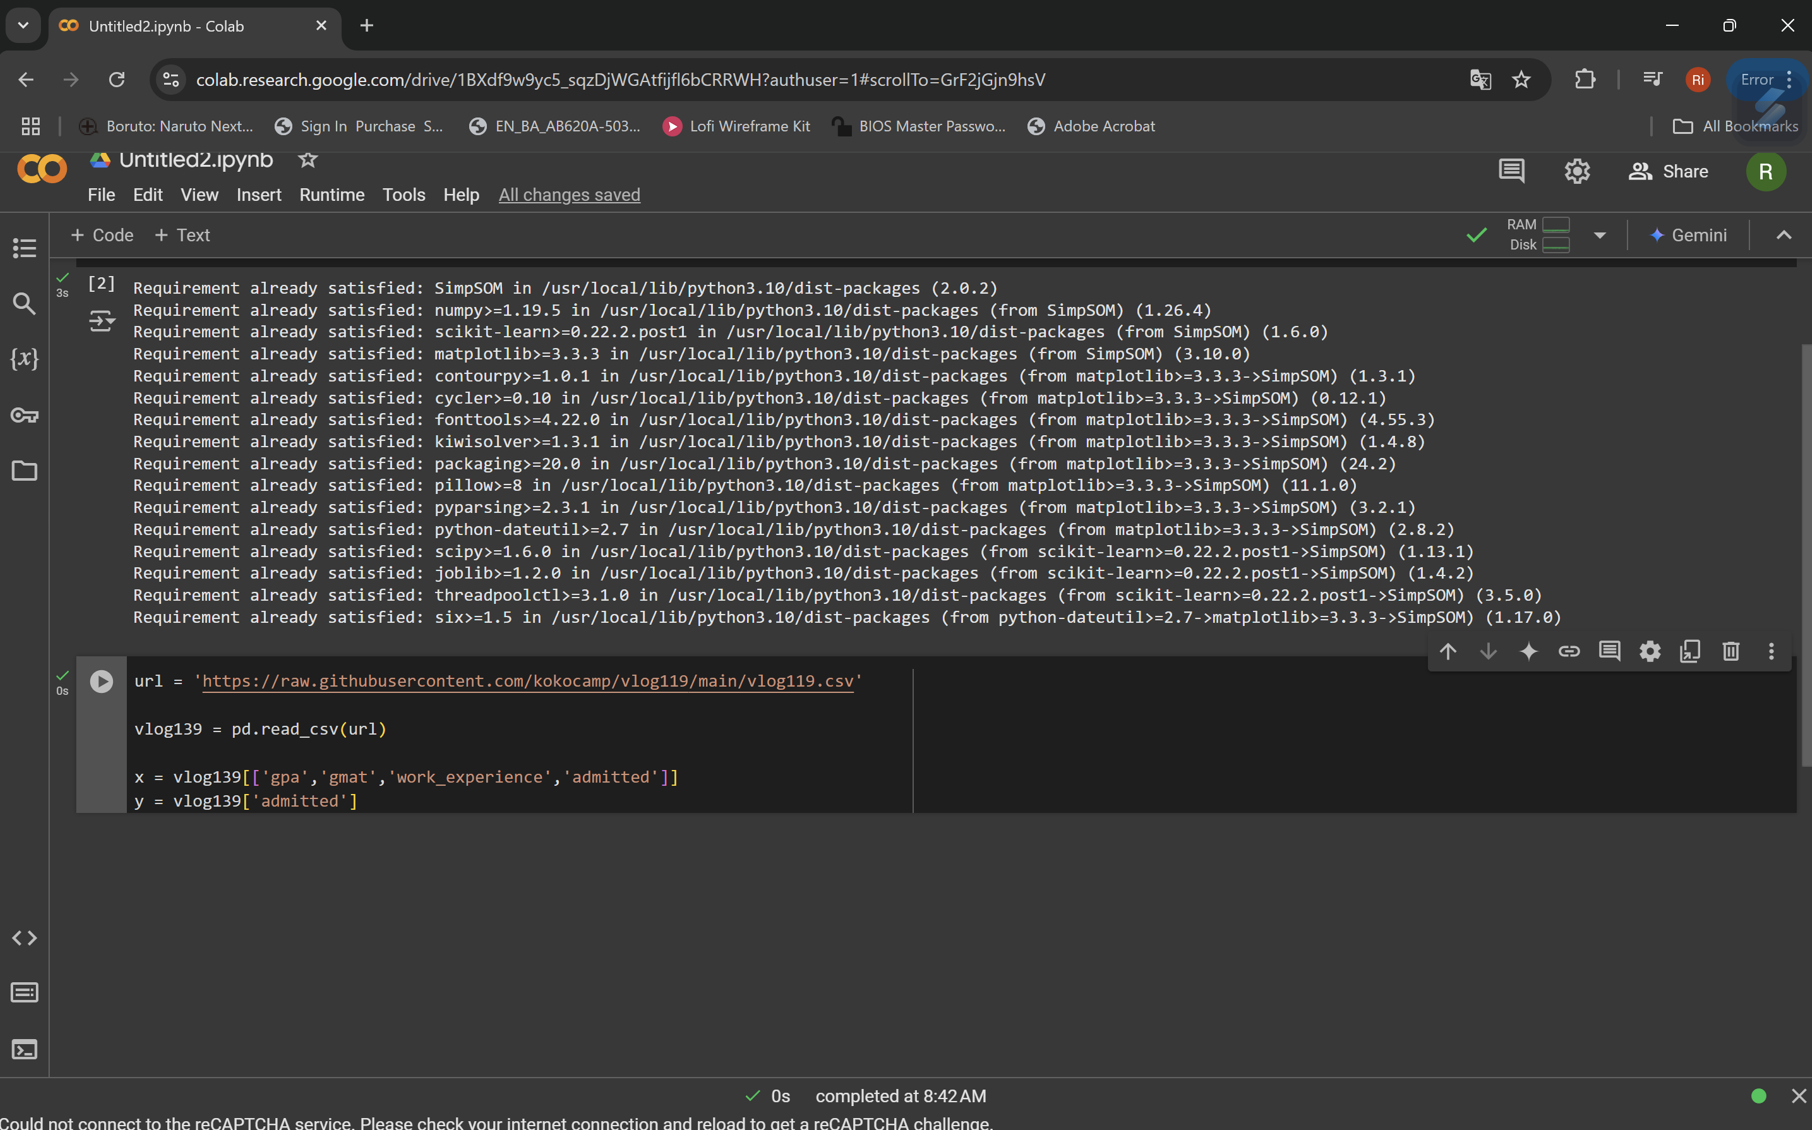 Untitled2.ipynb - Colab
colab.research.google.com/drive/1BXdf9w9yc5_sqzDjWGAtfijfl6bCRRWH?authuser=1#scrollTo=GrF2jGjn9hsV
Ri
Error
Boruto: Naruto Next...
Sign In Purchase S...
EN_BA_AB620A-503...
Lofi Wireframe Kit
BIOS Master Passwo...
Adobe Acrobat
All Bookmarks
Untitled2.ipynb
Share
R
File Edit View Insert Runtime Tools Help All changes saved
+ Code + Text
RAM
Disk
Gemini
3s
[2]
Requirement already satisfied: SimpSOM in /usr/local/lib/python3.10/dist-packages (2.0.2)
Requirement already satisfied: numpy>=1.19.5 in /usr/local/lib/python3.10/dist-packages (from SimpSOM) (1.26.4)
Requirement already satisfied: scikit-learn>=0.22.2.post1 in /usr/local/lib/python3.10/dist-packages (from SimpSOM) (1.6.0)
Requirement already satisfied: matplotlib>=3.3.3 in /usr/local/lib/python3.10/dist-packages (from SimpSOM) (3.10.0)
Requirement already satisfied: contourpy>=1.0.1 in /usr/local/lib/python3.10/dist-packages (from matplotlib>=3.3.3->SimpSOM) (1.3.1)
Requirement already satisfied: cycler>=0.10 in /usr/local/lib/python3.10/dist-packages (from matplotlib>=3.3.3->SimpSOM) (0.12.1)
Requirement already satisfied: fonttools>=4.22.0 in /usr/local/lib/python3.10/dist-packages (from matplotlib>=3.3.3->SimpSOM) (4.55.3)
Requirement already satisfied: kiwisolver>=1.3.1 in /usr/local/lib/python3.10/dist-packages (from matplotlib>=3.3.3->SimpSOM) (1.4.8)
Requirement already satisfied: packaging>=20.0 in /usr/local/lib/python3.10/dist-packages (from matplotlib>=3.3.3->SimpSOM) (24.2)
Requirement already satisfied: pillow>=8 in /usr/local/lib/python3.10/dist-packages (from matplotlib>=3.3.3->SimpSOM) (11.1.0)
Requirement already satisfied: pyparsing>=2.3.1 in /usr/local/lib/python3.10/dist-packages (from matplotlib>=3.3.3->SimpSOM) (3.2.1)
Requirement already satisfied: python-dateutil>=2.7 in /usr/local/lib/python3.10/dist-packages (from matplotlib>=3.3.3->SimpSOM) (2.8.2)
Requirement already satisfied: scipy>=1.6.0 in /usr/local/lib/python3.10/dist-packages (from scikit-learn>=0.22.2.post1->SimpSOM) (1.13.1)
Requirement already satisfied: joblib>=1.2.0 in /usr/local/lib/python3.10/dist-packages (from scikit-learn>=0.22.2.post1->SimpSOM) (1.4.2)
Requirement already satisfied: threadpoolctl>=3.1.0 in /usr/local/lib/python3.10/dist-packages (from scikit-learn>=0.22.2.post1->SimpSOM) (3.5.0)
Requirement already satisfied: six>=1.5 in /usr/local/lib/python3.10/dist-packages (from python-dateutil>=2.7->matplotlib>=3.3.3->SimpSOM) (1.17.0)
0s
url = 'https://raw.githubusercontent.com/kokocamp/vlog119/main/vlog119.csv'
vlog139 = pd.read_csv(url)
x = vlog139[['gpa','gmat','work_experience','admitted']]
y = vlog139['admitted']
0s completed at 8:42 AM
Could not connect to the reCAPTCHA service. Please check your internet connection and reload to get a reCAPTCHA challenge.